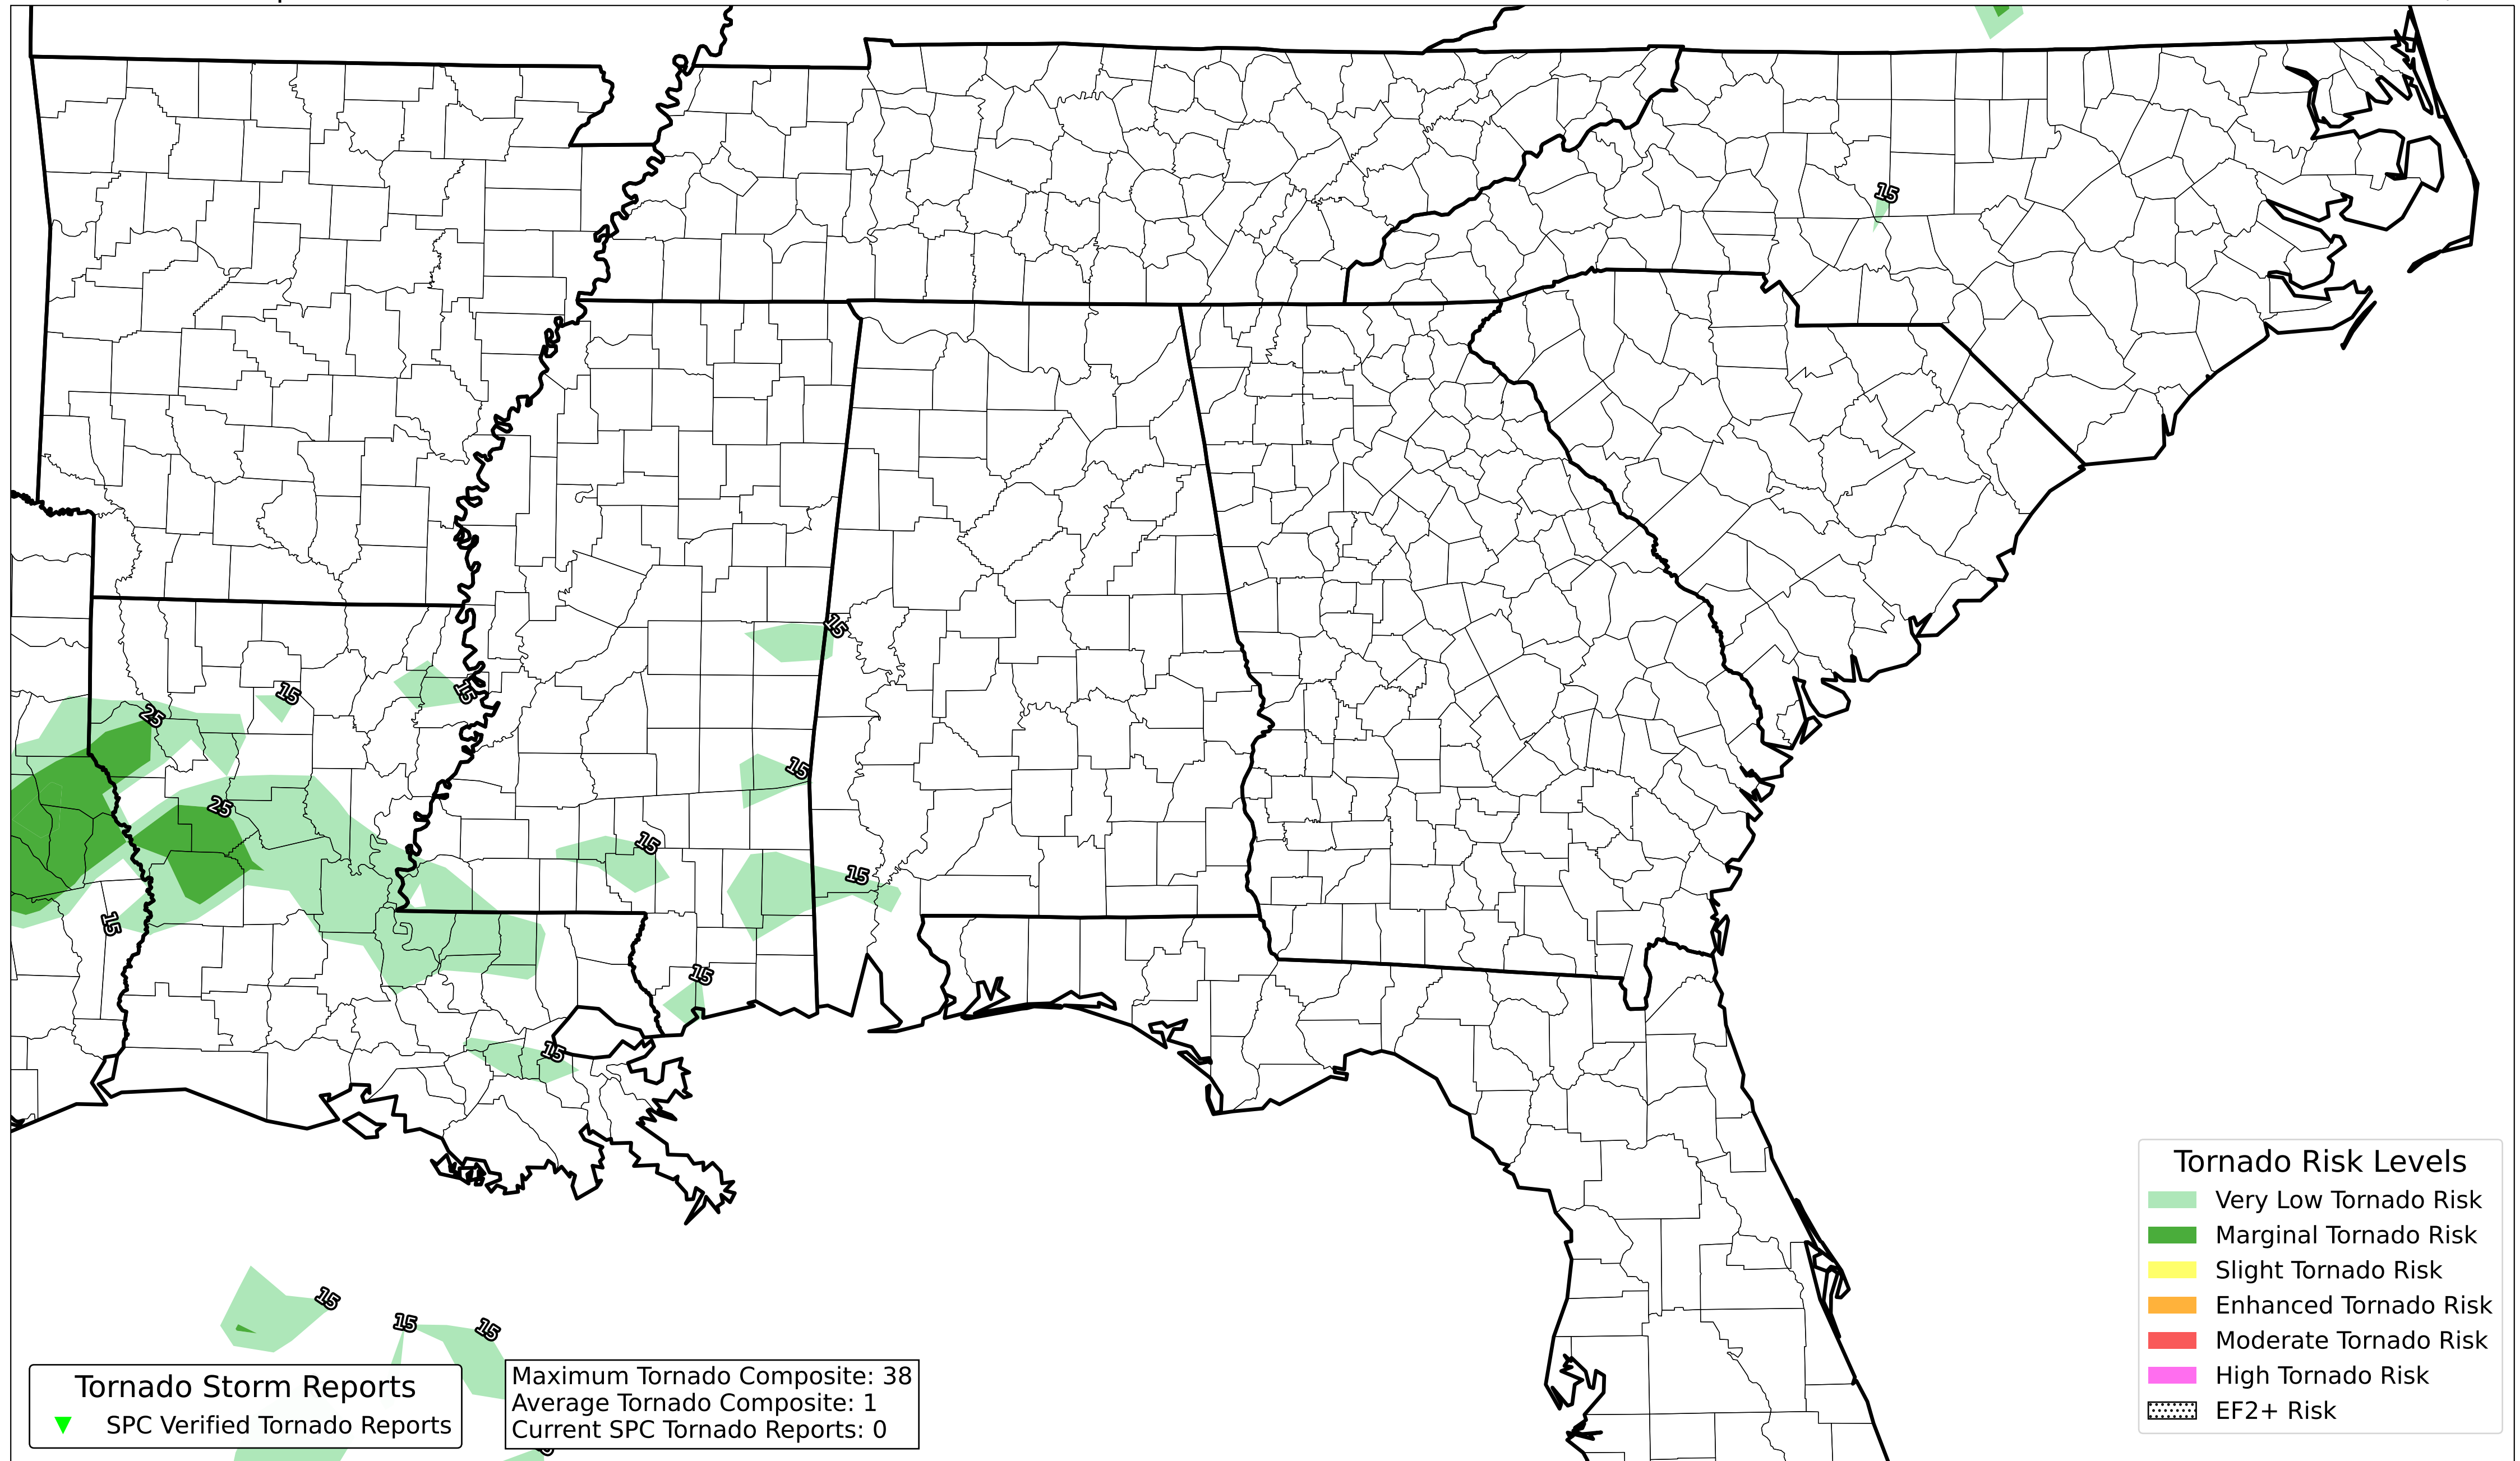 15
15
15
15
25
15
25
15
15
15
15
15
15
15
15
Tornado Storm Reports
SPC Verified Tornado Reports
Maximum Tornado Composite: 38
Average Tornado Composite: 1
Current SPC Tornado Reports: 0
Tornado Risk Levels
Very Low Tornado Risk
Marginal Tornado Risk
Slight Tornado Risk
Enhanced Tornado Risk
Moderate Tornado Risk
High Tornado Risk
EF2+ Risk